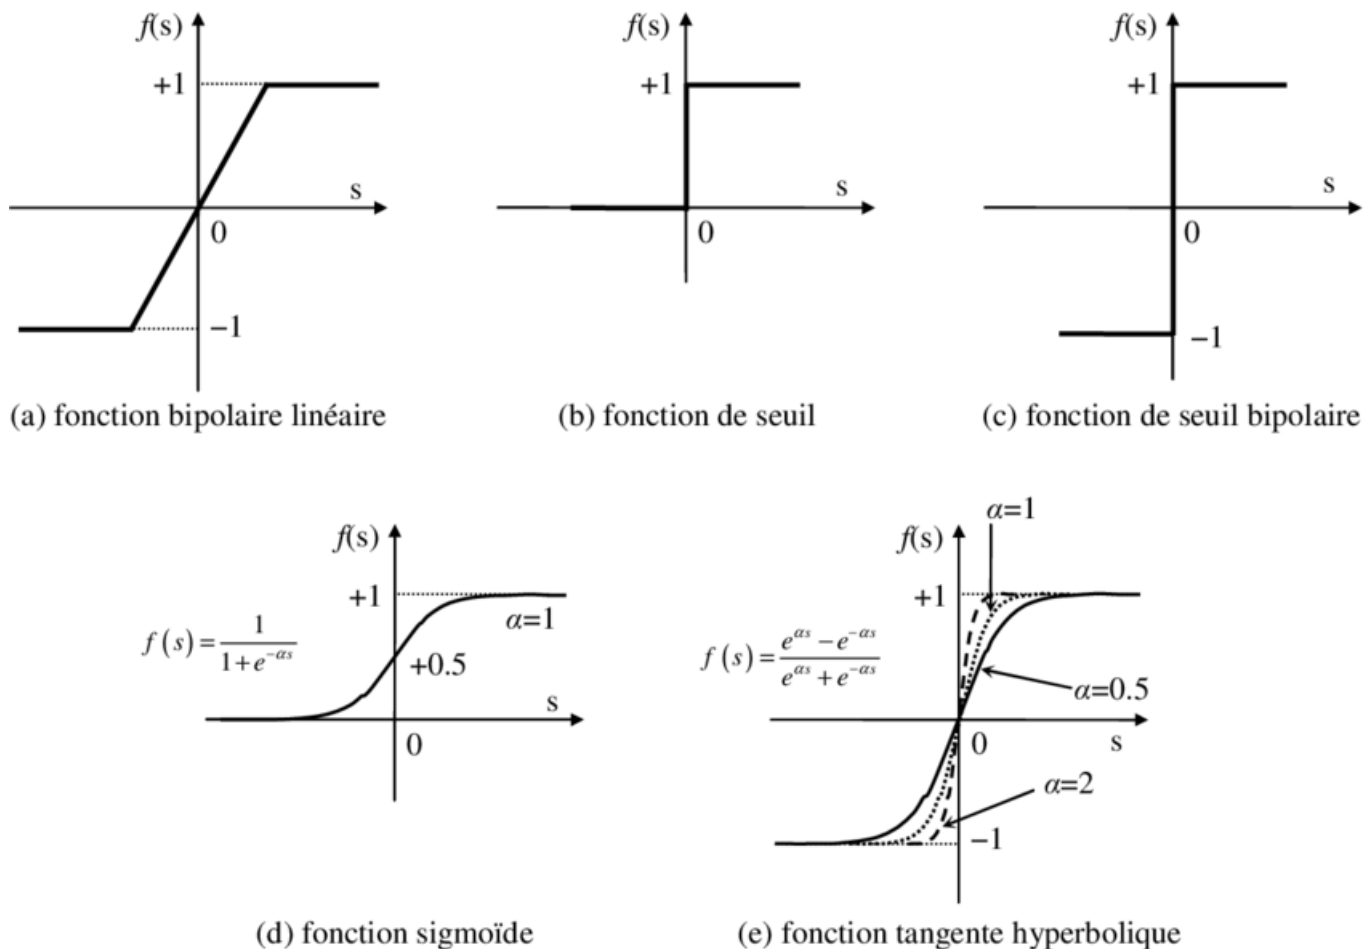 f(s) f(s) f(s)
+1 +1 +1
s s s
0 0 0
−1 −1
(a) fonction bipolaire linéaire (b) fonction de seuil (c) fonction de seuil bipolaire
α=1
f(s) f(s)
+1 +1
α=1
f(s)=1/(1+e^{−αs}) f(s)=(e^{αs}−e^{−αs})/(e^{αs}+e^{−αs})
+0.5 α=0.5
s
0 0 s
α=2
−1
(d) fonction sigmoïde (e) fonction tangente hyperbolique